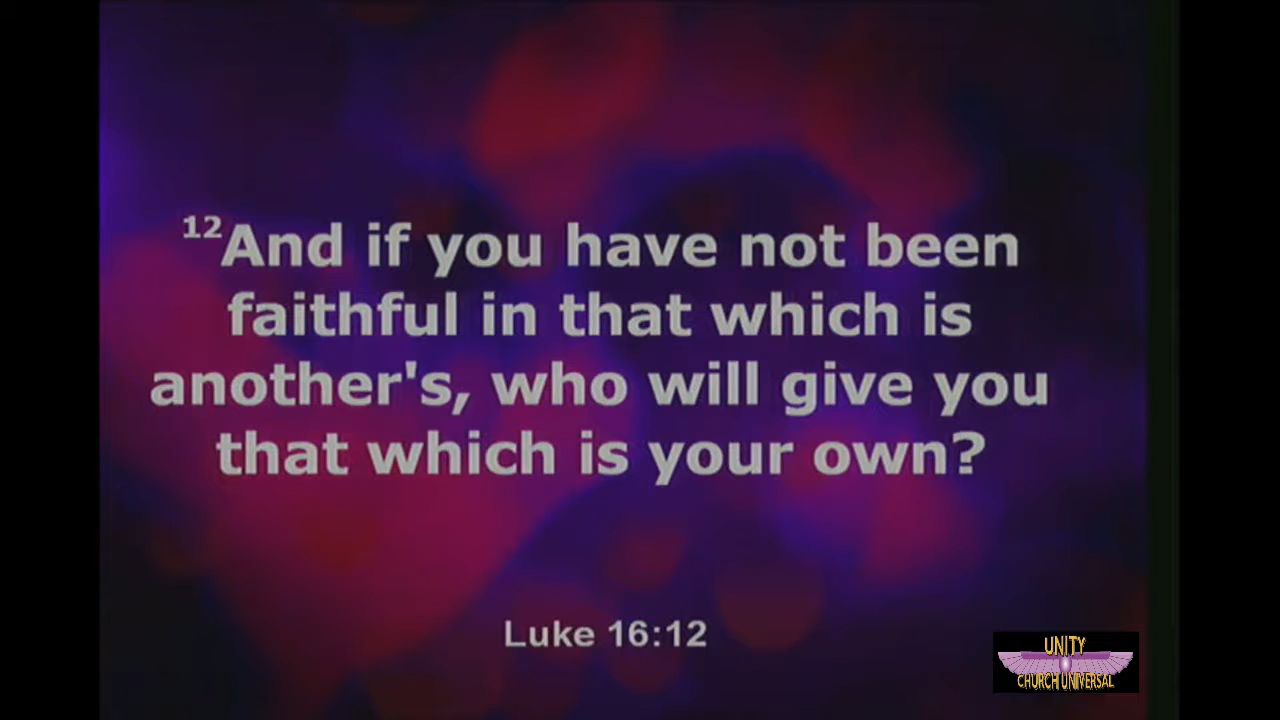 12And if you have not been
faithful in that which is
another's, who will give you
that which is your own?
Luke 16:12
UNITY
CHURCH UNIVERSAL